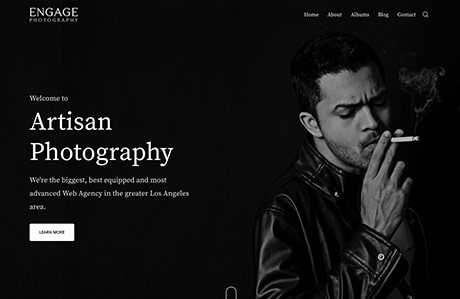 ENGAGE
PHOTOGRAPHY
Home About Albums Blog Contact
Welcome to
Artisan
Photography
We're the biggest, best equipped and most
advanced Web Agency in the greater Los Angeles
area.
LEARN MORE